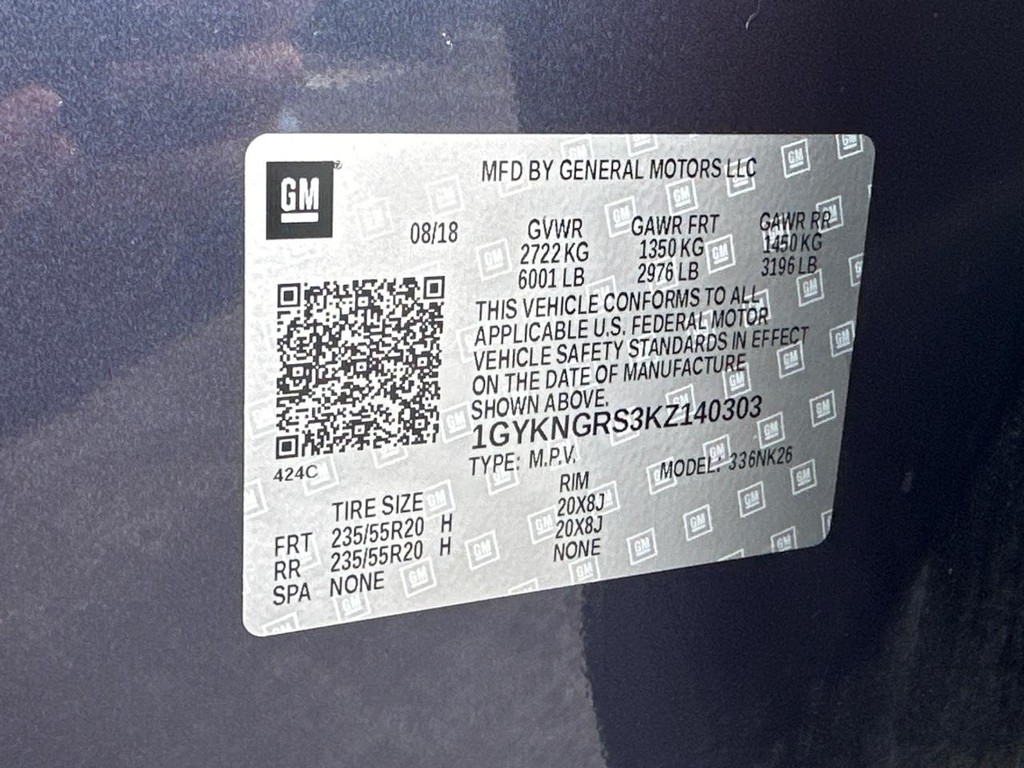 GM
MFD BY GENERAL MOTORS LLC
08/18
GVWR GAWR FRT GAWR RR
2722 KG 1350 KG 1450 KG
6001 LB 2976 LB 3196 LB
THIS VEHICLE CONFORMS TO ALL
APPLICABLE U.S. FEDERAL MOTOR
VEHICLE SAFETY STANDARDS IN EFFECT
ON THE DATE OF MANUFACTURE
SHOWN ABOVE.
1GYKNGRS3KZ140303
424C
TYPE: M.P.V. MODEL: 336NK26
TIRE SIZE RIM
FRT 235/55R20 H 20X8J
RR 235/55R20 H 20X8J
SPA NONE NONE